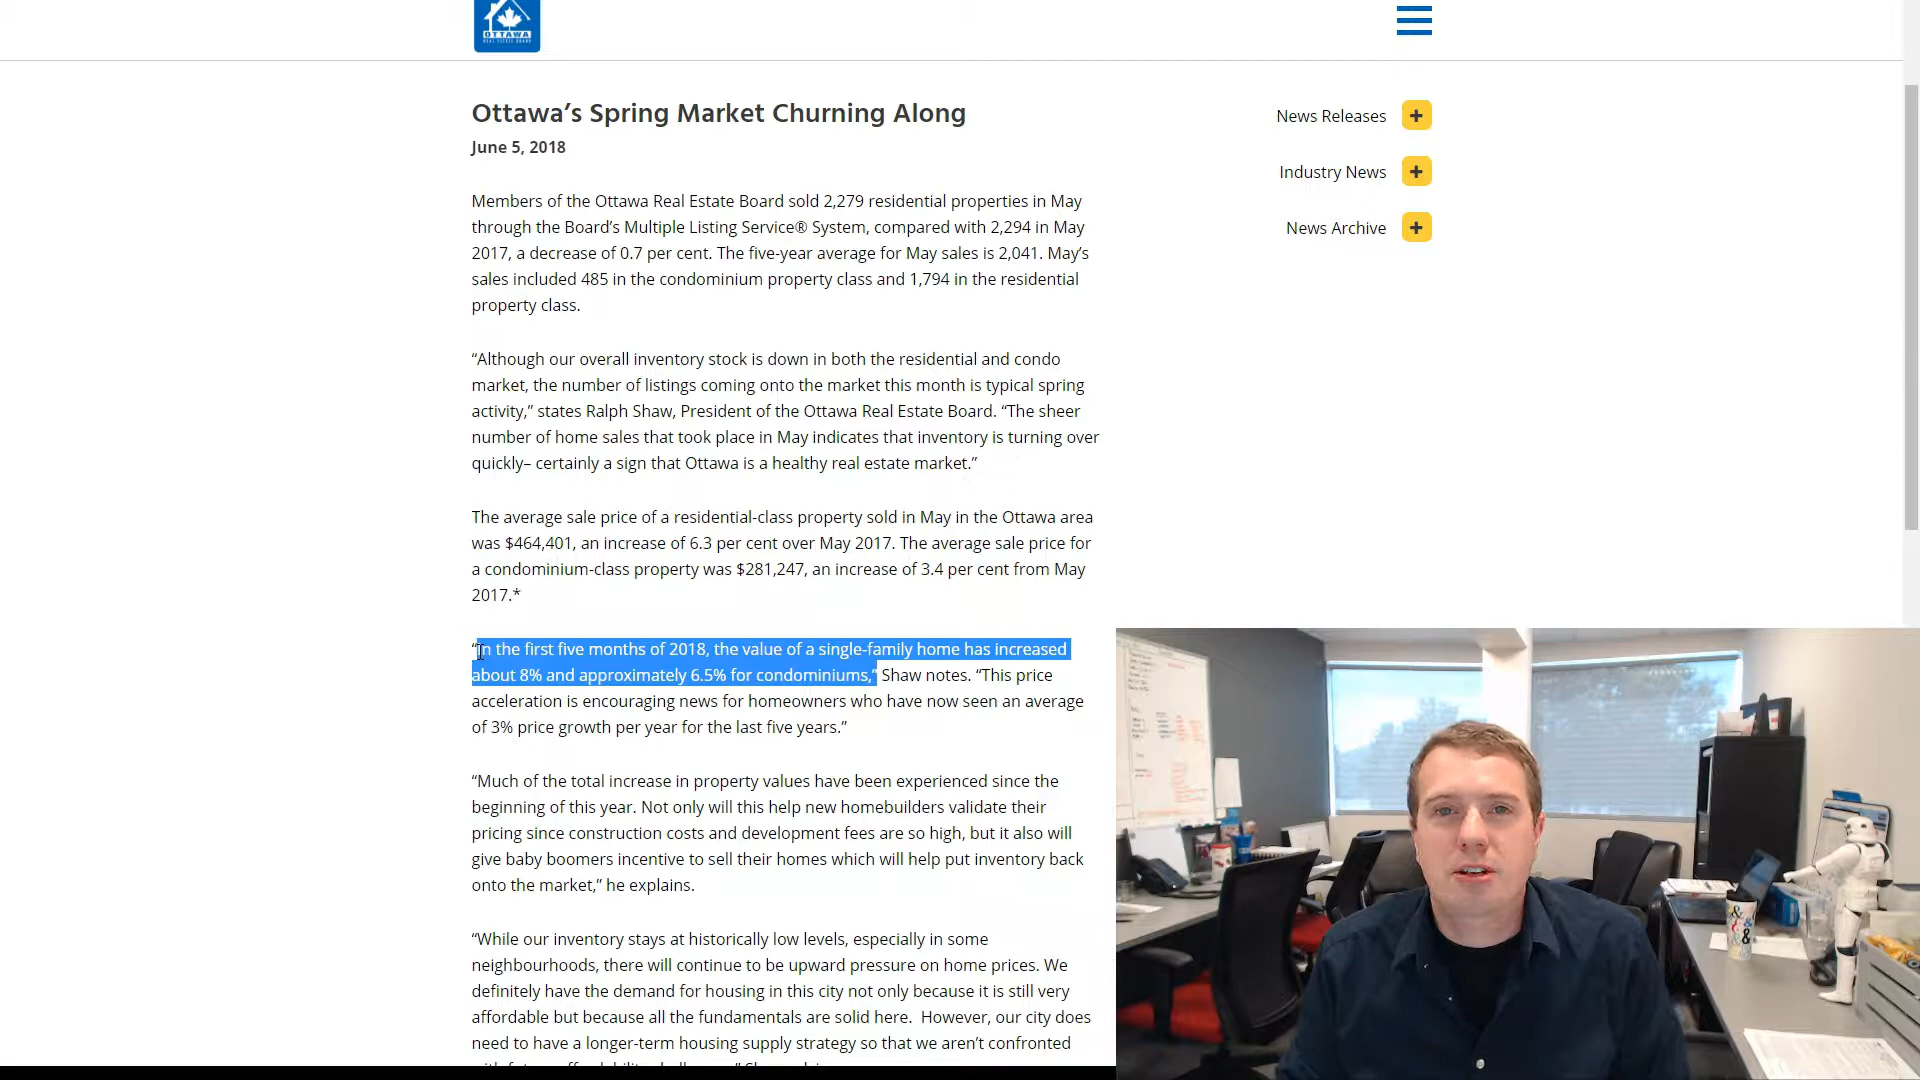 OTTAWA
REAL ESTATE BOARD
Ottawa’s Spring Market Churning Along
June 5, 2018
Members of the Ottawa Real Estate Board sold 2,279 residential properties in May
through the Board’s Multiple Listing Service® System, compared with 2,294 in May
2017, a decrease of 0.7 per cent. The five-year average for May sales is 2,041. May’s
sales included 485 in the condominium property class and 1,794 in the residential
property class.
“Although our overall inventory stock is down in both the residential and condo
market, the number of listings coming onto the market this month is typical spring
activity,” states Ralph Shaw, President of the Ottawa Real Estate Board. “The sheer
number of home sales that took place in May indicates that inventory is turning over
quickly– certainly a sign that Ottawa is a healthy real estate market.”
The average sale price of a residential-class property sold in May in the Ottawa area
was $464,401, an increase of 6.3 per cent over May 2017. The average sale price for
a condominium-class property was $281,247, an increase of 3.4 per cent from May
2017.*
“In the first five months of 2018, the value of a single-family home has increased
about 8% and approximately 6.5% for condominiums,” Shaw notes. “This price
acceleration is encouraging news for homeowners who have now seen an average
of 3% price growth per year for the last five years.”
“Much of the total increase in property values have been experienced since the
beginning of this year. Not only will this help new homebuilders validate their
pricing since construction costs and development fees are so high, but it also will
give baby boomers incentive to sell their homes which will help put inventory back
onto the market,” he explains.
“While our inventory stays at historically low levels, especially in some
neighbourhoods, there will continue to be upward pressure on home prices. We
definitely have the demand for housing in this city not only because it is still very
affordable but because all the fundamentals are solid here.  However, our city does
need to have a longer-term housing supply strategy so that we aren’t confronted
News Releases +
Industry News +
News Archive +